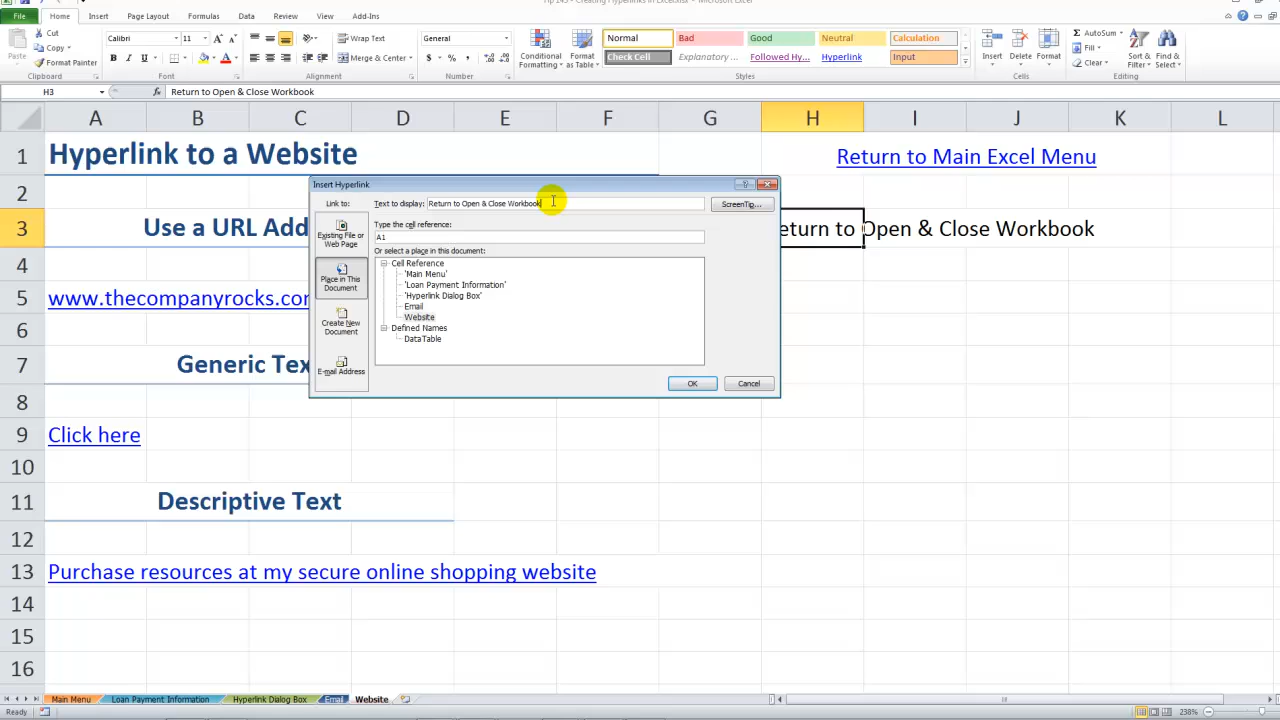 Tip 143 - Creating Hyperlinks in Excel.xlsx - Microsoft Excel
File Home Insert Page Layout Formulas Data Review View Add-Ins
Cut Calibri 11 Wrap Text General Normal Bad Good Neutral Calculation AutoSum
Copy Fill
Paste Format Painter Merge & Center Conditional Formatting Format as Table Check Cell Explanatory ... Followed Hy... Hyperlink Input Insert Delete Format Clear Sort & Filter Find & Select
Clipboard Font Alignment Number Styles Cells Editing
H3 fx Return to Open & Close Workbook
A B C D E F G H I J K L
1 Hyperlink to a Website Return to Main Excel Menu
2
3 Use a URL Add eturn to Open & Close Workbook
4
5 www.thecompanyrocks.cor
6
7 Generic Tex
8
9 Click here
10
11 Descriptive Text
12
13 Purchase resources at my secure online shopping website
14
15
16
Insert Hyperlink
Link to: Text to display: Return to Open & Close Workbook ScreenTip...
Existing File or Web Page
Type the cell reference:
A1
Or select a place in this document:
Place in This Document
Cell Reference
'Main Menu'
'Loan Payment Information'
'Hyperlink Dialog Box'
Email
Create New Document
Website
Defined Names
DataTable
E-mail Address
OK Cancel
Main Menu Loan Payment Information Hyperlink Dialog Box Email Website
Ready 238%